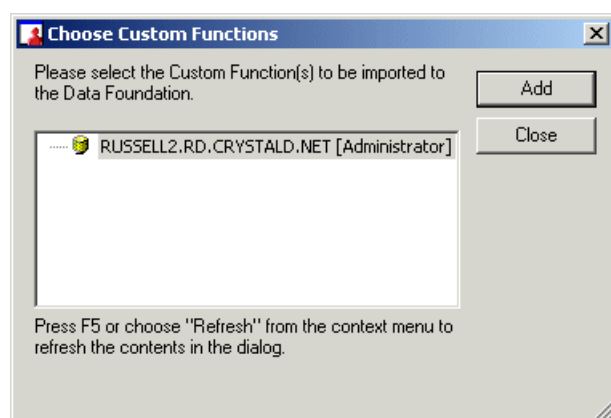 Choose Custom Functions
Please select the Custom Function(s) to be imported to
the Data Foundation.
Add
Close
RUSSELL2.RD.CRYSTALD.NET [Administrator]
Press F5 or choose "Refresh" from the context menu to
refresh the contents in the dialog.